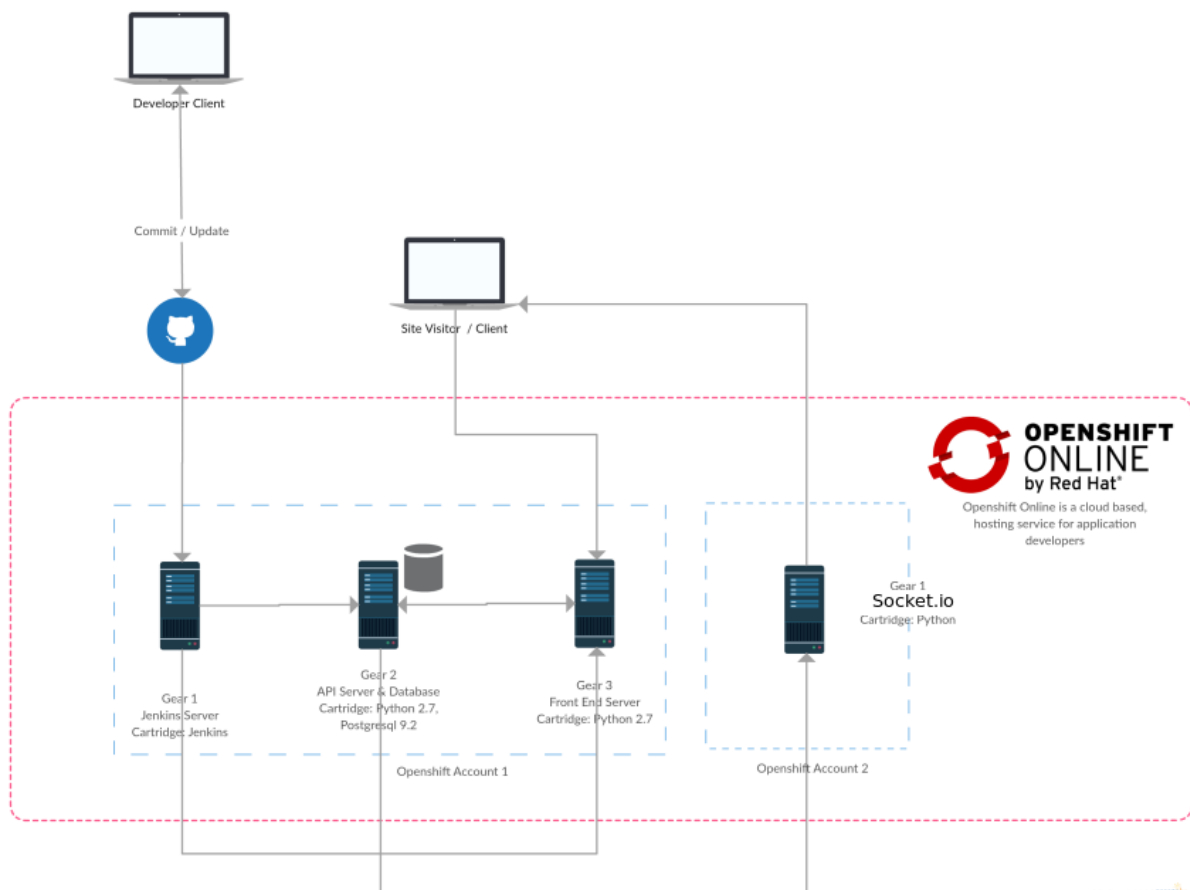 Developer Client
Commit / Update
Site Visitor / Client
OPENSHIFT
ONLINE
by Red Hat®
Openshift Online is a cloud based,
hosting service for application
developers
Gear 1
Jenkins Server
Cartridge: Jenkins
Gear 2
API Server & Database
Cartridge: Python 2.7,
Postgresql 9.2
Gear 3
Front End Server
Cartridge: Python 2.7
Openshift Account 1
Gear 1
Socket.io
Cartridge: Python
Openshift Account 2